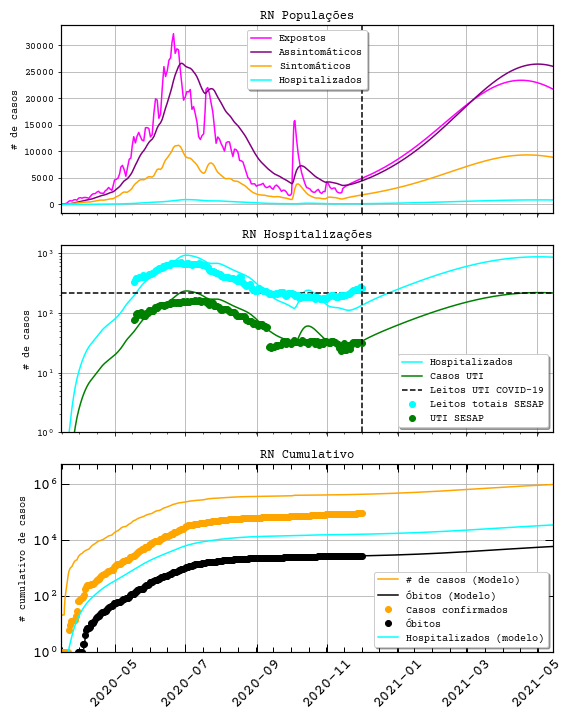 RN Populações
# de casos
30000
25000
20000
15000
10000
5000
0
Expostos
Assintomáticos
Sintomáticos
Hospitalizados
RN Hospitalizações
# de casos
10³
10²
10¹
10⁰
Hospitalizados
Casos UTI
Leitos UTI COVID-19
Leitos totais SESAP
UTI SESAP
RN Cumulativo
# cumulativo de casos
10⁶
10⁴
10²
10⁰
# de casos (Modelo)
Óbitos (Modelo)
Casos confirmados
Óbitos
Hospitalizados (modelo)
2020-05
2020-07
2020-09
2020-11
2021-01
2021-03
2021-05